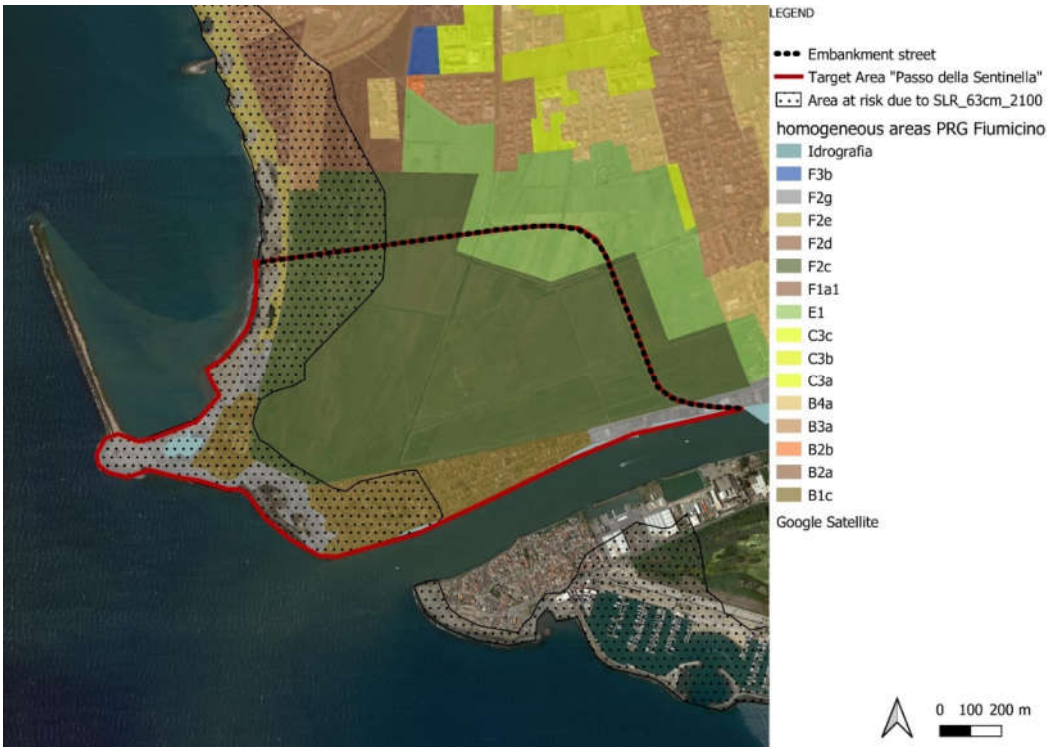 LEGEND
Embankment street
Target Area "Passo della Sentinella"
Area at risk due to SLR_63cm_2100
homogeneous areas PRG Fiumicino
Idrografia
F3b
F2g
F2e
F2d
F2c
F1a1
E1
C3c
C3b
C3a
B4a
B3a
B2b
B2a
B1c
Google Satellite
0 100 200 m